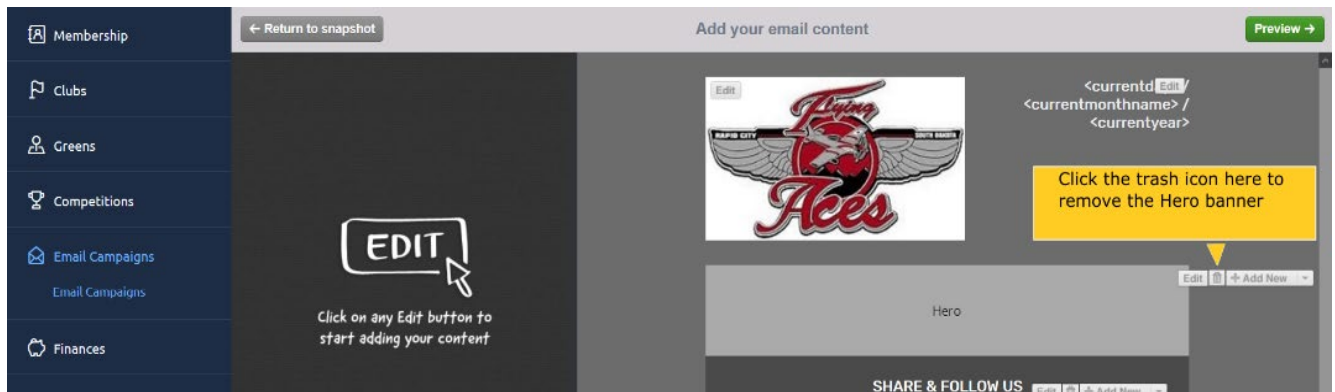 Membership
Clubs
Greens
Competitions
Email Campaigns
Email Campaigns
Finances
← Return to snapshot
Add your email content
Preview →
EDIT
Click on any Edit button to
start adding your content
Edit
Flying
RAPID CITY
SOUTH DAKOTA
Aces
<currentd Edit /
<currentmonthname> /
<currentyear>
Click the trash icon here to
remove the Hero banner
Edit + Add New
Hero
SHARE & FOLLOW US Edit + Add New